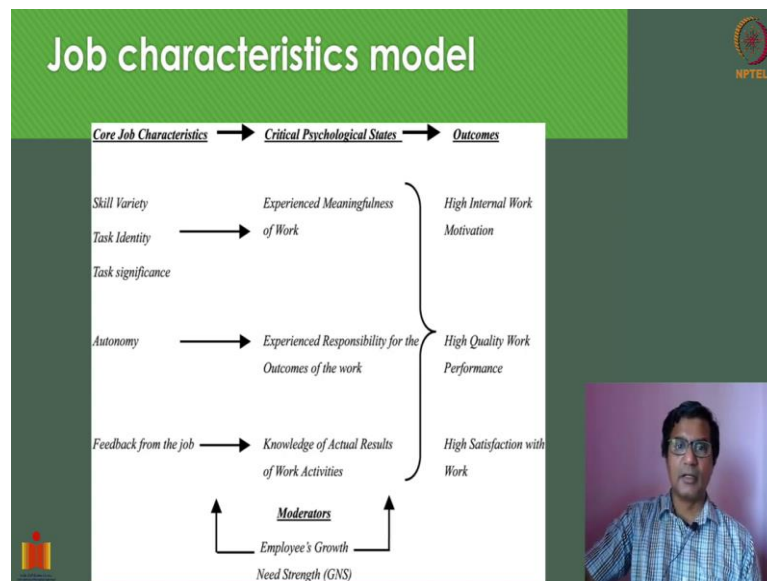 Job characteristics model
NPTEL
Core Job Characteristics Critical Psychological States Outcomes
Skill Variety Experienced Meaningfulness High Internal Work
Task Identity of Work Motivation
Task significance
Autonomy Experienced Responsibility for the High Quality Work
Outcomes of the work Performance
Feedback from the job Knowledge of Actual Results High Satisfaction with
of Work Activities Work
Moderators
Employee's Growth
Need Strength (GNS)